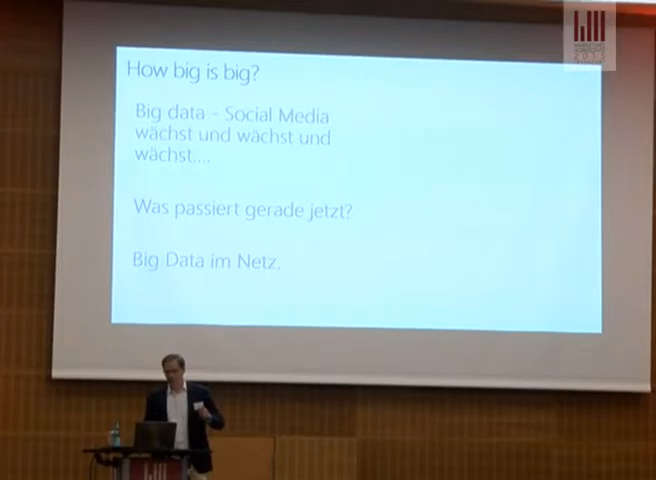 How big is big?
Big data - Social Media
wächst und wächst und
wächst....
Was passiert gerade jetzt?
Big Data im Netz.